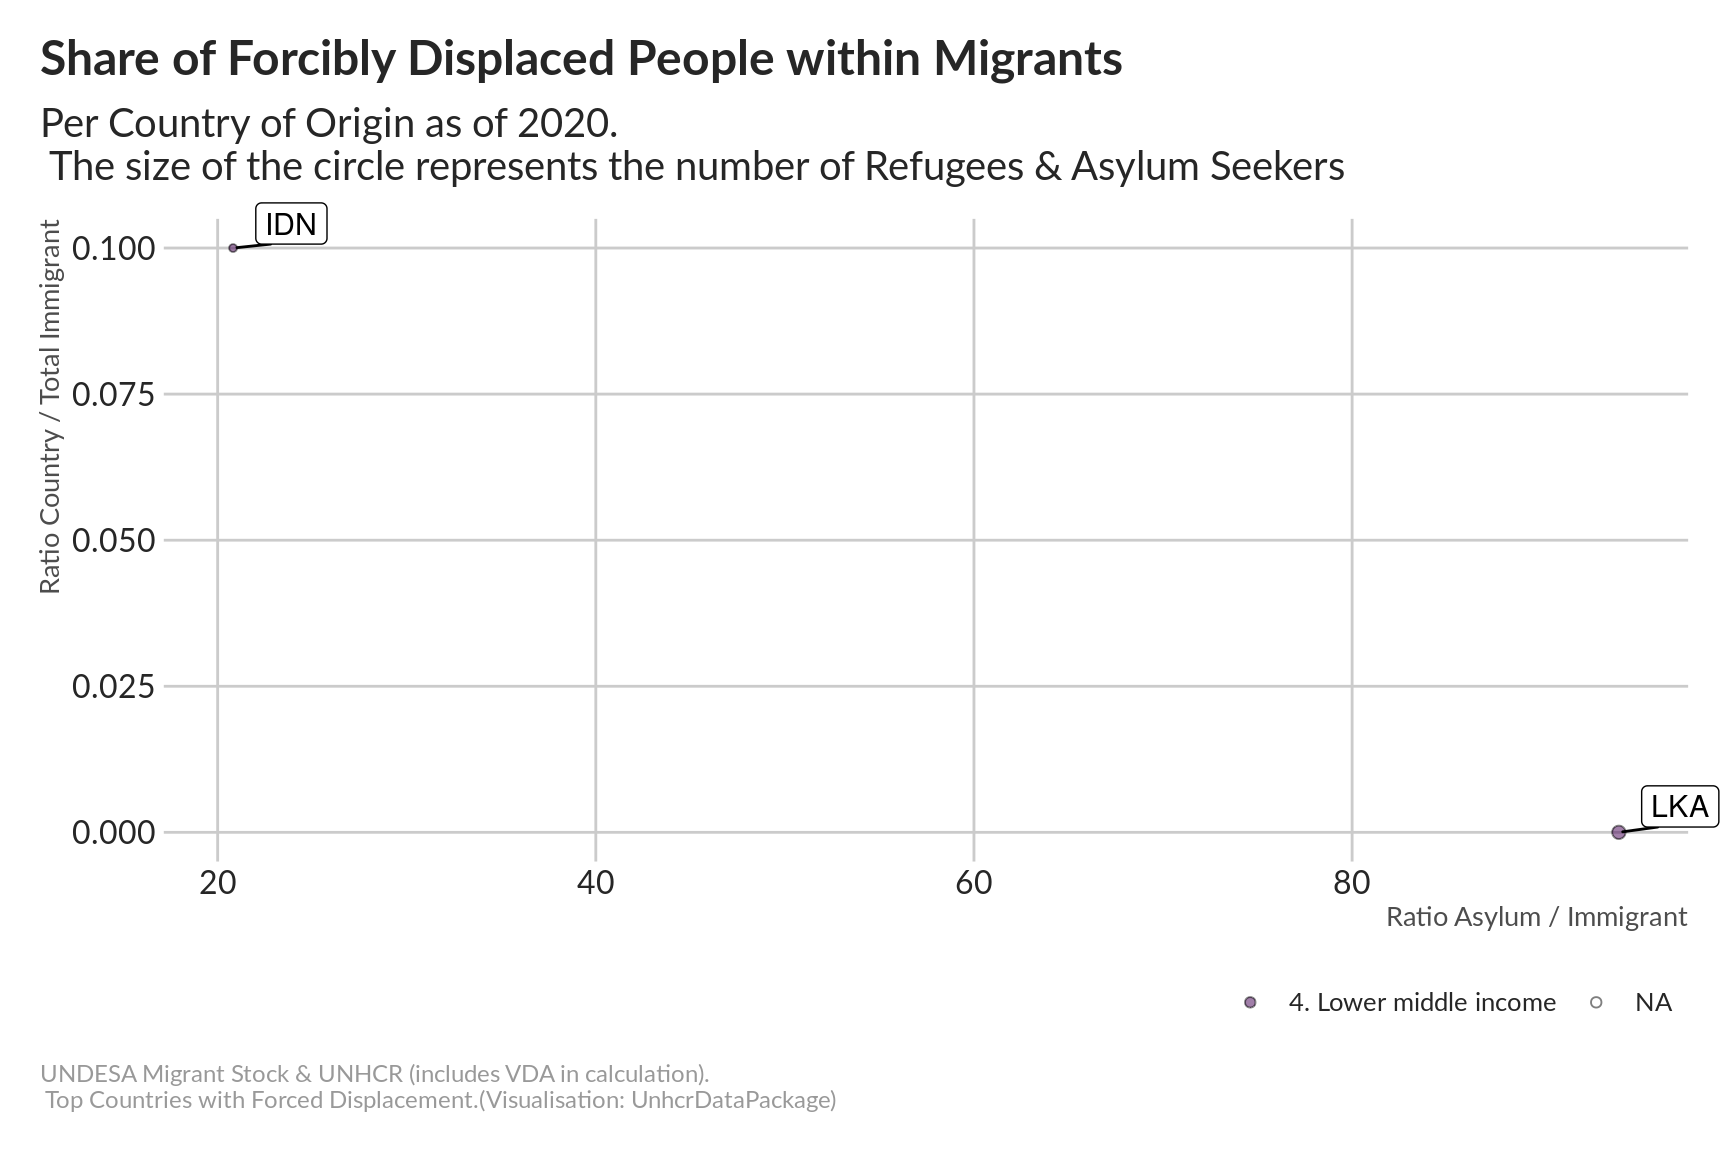 Share of Forcibly Displaced People within Migrants
Per Country of Origin as of 2020.
The size of the circle represents the number of Refugees & Asylum Seekers
Ratio Country / Total Immigrant
0.100
0.075
0.050
0.025
0.000
IDN
LKA
20 40 60 80
Ratio Asylum / Immigrant
4. Lower middle income NA
UNDESA Migrant Stock & UNHCR (includes VDA in calculation).
Top Countries with Forced Displacement.(Visualisation: UnhcrDataPackage)